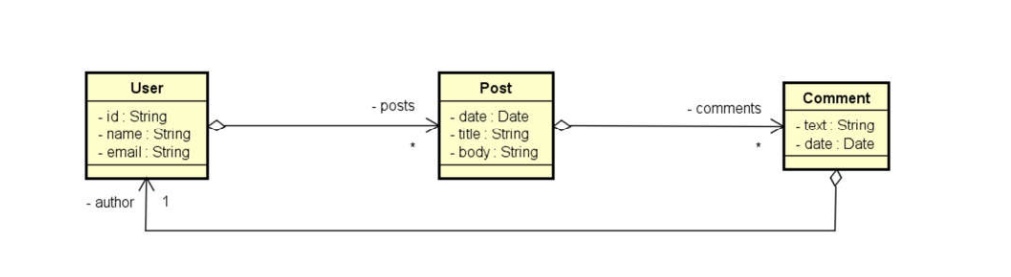 User
- id : String
- name : String
- email : String
- posts
*
Post
- date : Date
- title : String
- body : String
- comments
*
Comment
- text : String
- date : Date
- author
1